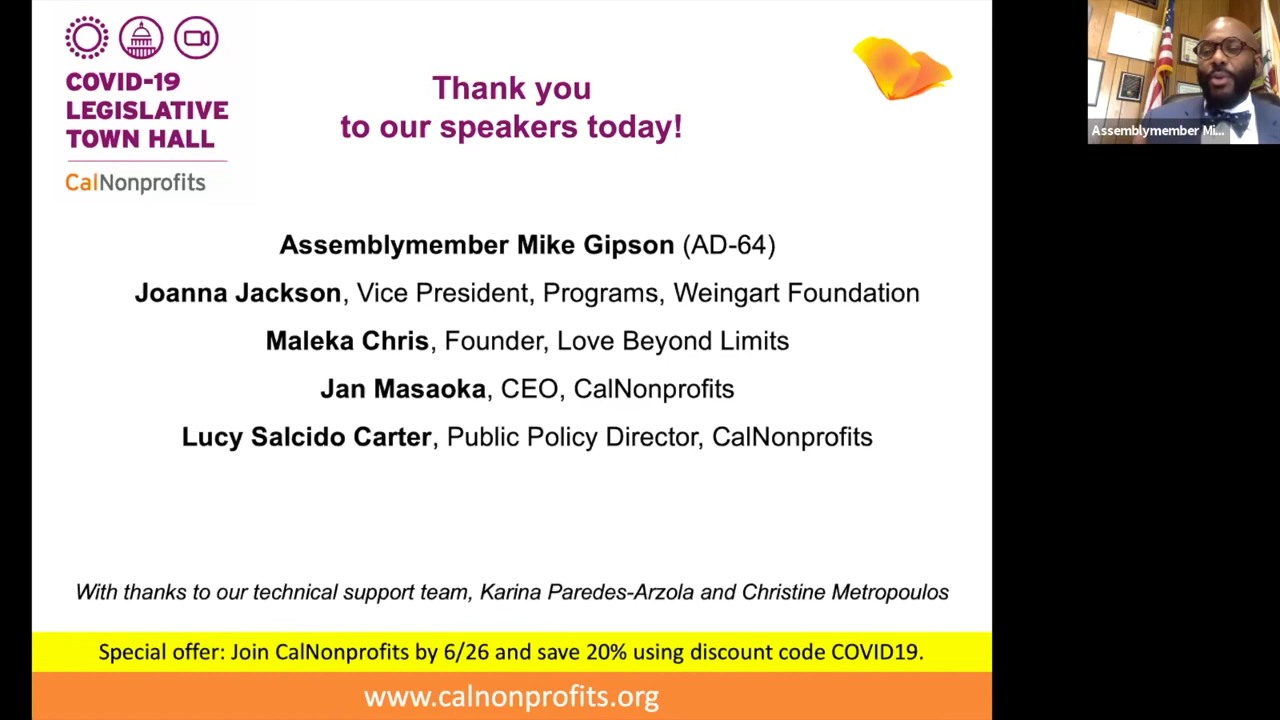 COVID-19
LEGISLATIVE
TOWN HALL
CalNonprofits
Thank you
to our speakers today!
Assemblymember Mi...
Assemblymember Mike Gipson (AD-64)
Joanna Jackson, Vice President, Programs, Weingart Foundation
Maleka Chris, Founder, Love Beyond Limits
Jan Masaoka, CEO, CalNonprofits
Lucy Salcido Carter, Public Policy Director, CalNonprofits
With thanks to our technical support team, Karina Paredes-Arzola and Christine Metropoulos
Special offer: Join CalNonprofits by 6/26 and save 20% using discount code COVID19.
www.calnonprofits.org